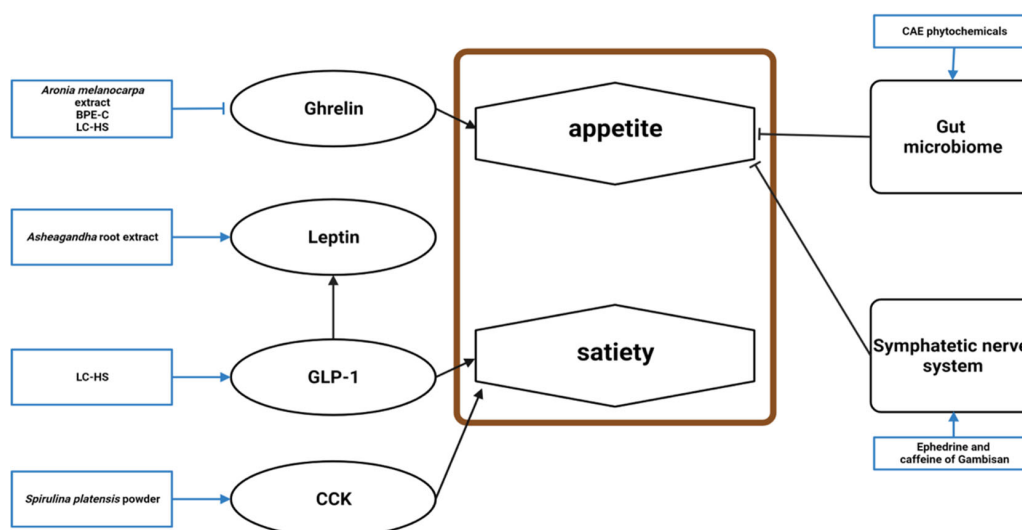 CAE phytochemicals
Aronia melanocarpa
extract
BPE-C
LC-HS
Ghrelin
appetite
Gut
microbiome
Asheagandha root extract
Leptin
LC-HS
GLP-1
satiety
Symphatetic nerve
system
Ephedrine and
caffeine of Gambisan
Spirulina platensis powder
CCK